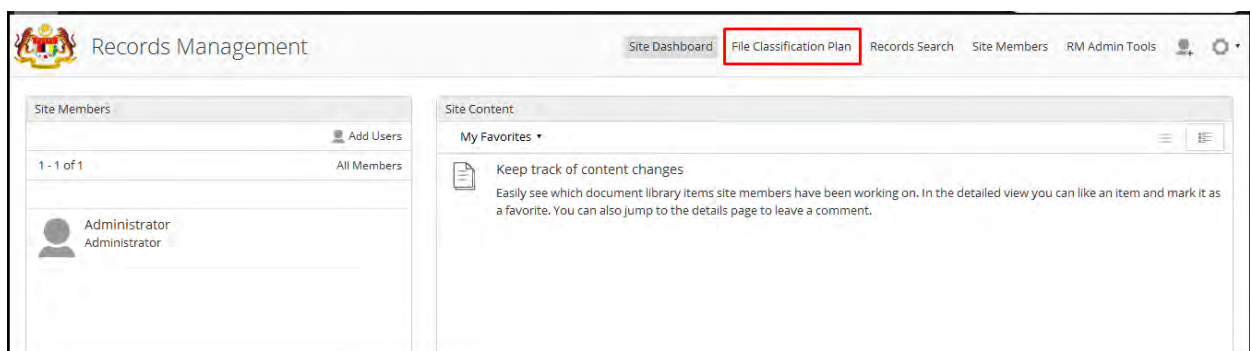 Records Management
Site Dashboard File Classification Plan Records Search Site Members RM Admin Tools
Site Members
Add Users
1 - 1 of 1 All Members
Administrator
Administrator
Site Content
My Favorites
Keep track of content changes
Easily see which document library items site members have been working on. In the detailed view you can like an item and mark it as
a favorite. You can also jump to the details page to leave a comment.